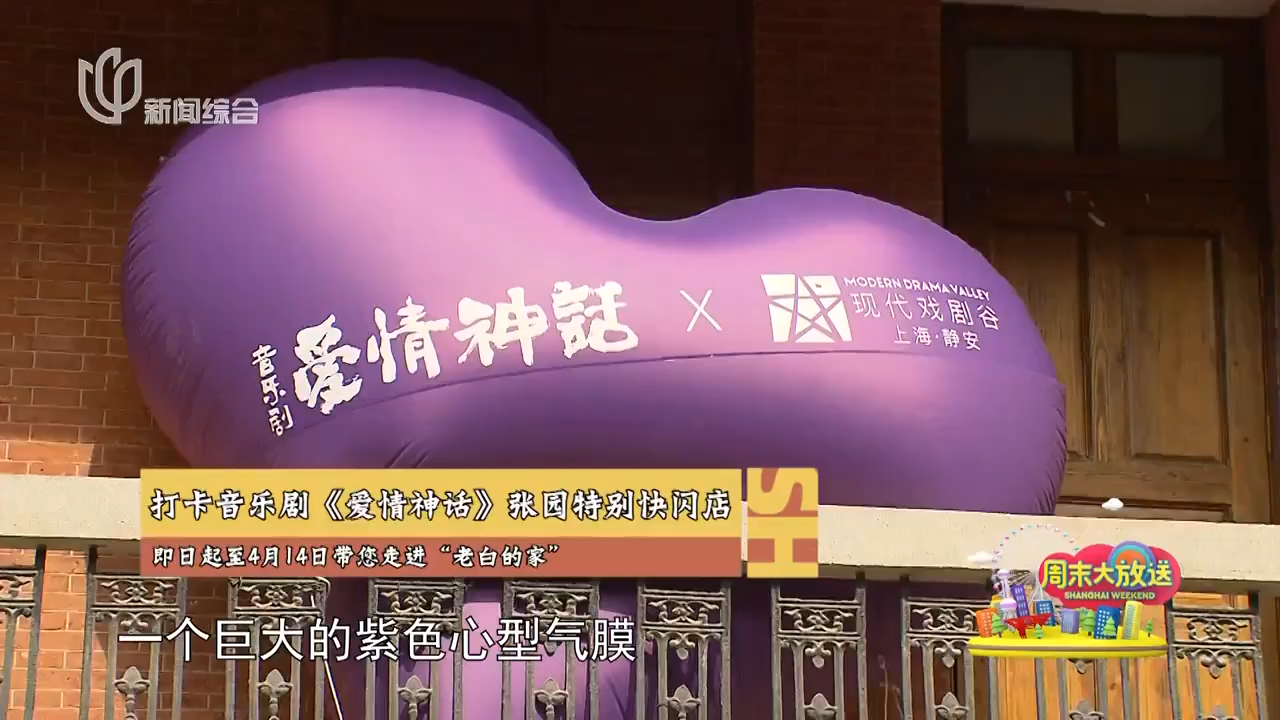 新闻综合
音乐剧
爱情神話
×
MODERN DRAMA VALLEY
现代戏剧谷
上海·静安
打卡音乐剧《爱情神话》张园特别快闪店
即日起至4月14日带您走进“老白的家”
SH
周末大放送
SHANGHAI WEEKEND
一个巨大的紫色心型气膜